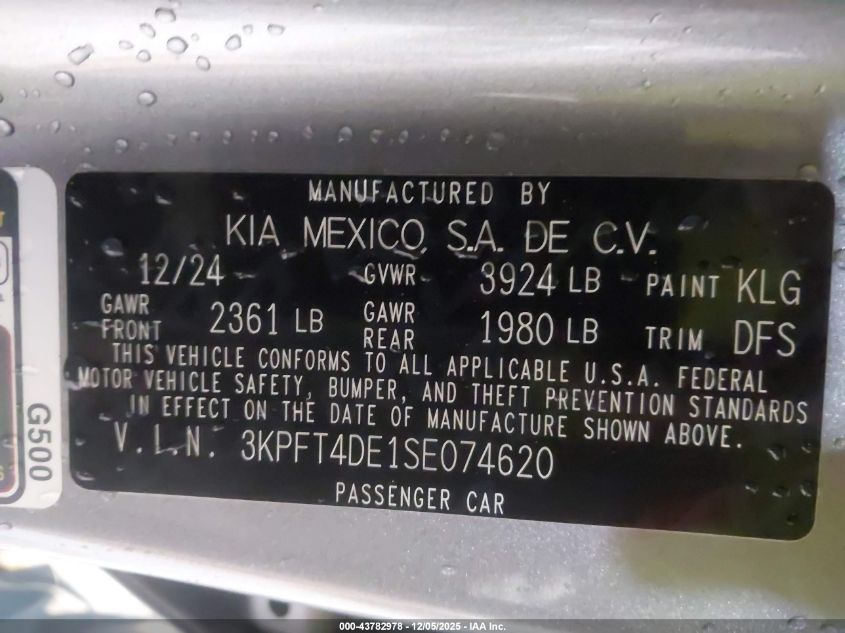 MANUFACTURED BY
KIA MEXICO, S.A. DE C.V.
12/24 GVWR 3924 LB PAINT KLG
GAWR FRONT 2361 LB GAWR REAR 1980 LB TRIM DFS
THIS VEHICLE CONFORMS TO ALL APPLICABLE U.S.A. FEDERAL
MOTOR VEHICLE SAFETY, BUMPER, AND THEFT PREVENTION STANDARDS
IN EFFECT ON THE DATE OF MANUFACTURE SHOWN ABOVE.
V.I.N. 3KPFT4DE1SE074620
PASSENGER CAR
G500
000-43782978 - 12/05/2025 - IAA Inc.